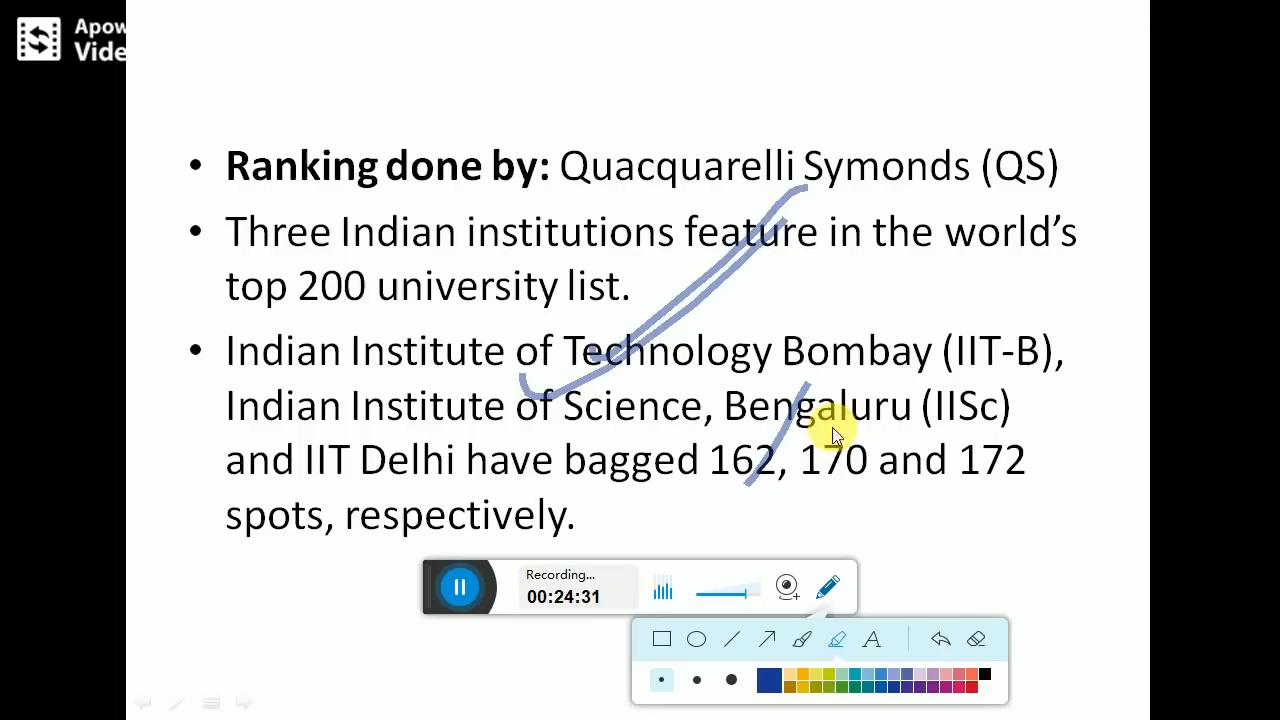 Apow
Vide
• Ranking done by: Quacquarelli Symonds (QS)
• Three Indian institutions feature in the world’s
top 200 university list.
• Indian Institute of Technology Bombay (IIT-B),
Indian Institute of Science, Bengaluru (IISc)
and IIT Delhi have bagged 162, 170 and 172
spots, respectively.
Recording...
00:24:31
A